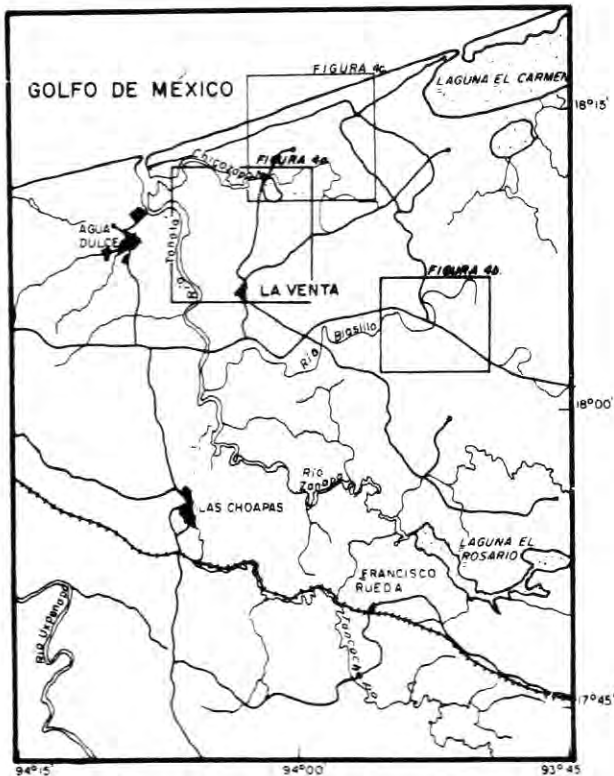 FIGURA 4c.
LAGUNA EL CARMEN
GOLFO DE MÉXICO
18°15'
Chicozapote
FIGURA 4a.
AGUA
DULCE
Río Tonalá
LA VENTA
FIGURA 4b.
Río Blasillo
18°00'
Río
Zanapa
LAS CHOAPAS
LAGUNA EL
ROSARIO
FRANCISCO
RUEDA
Río Uxpanapa
17°45'
94°15
94°00
93°45